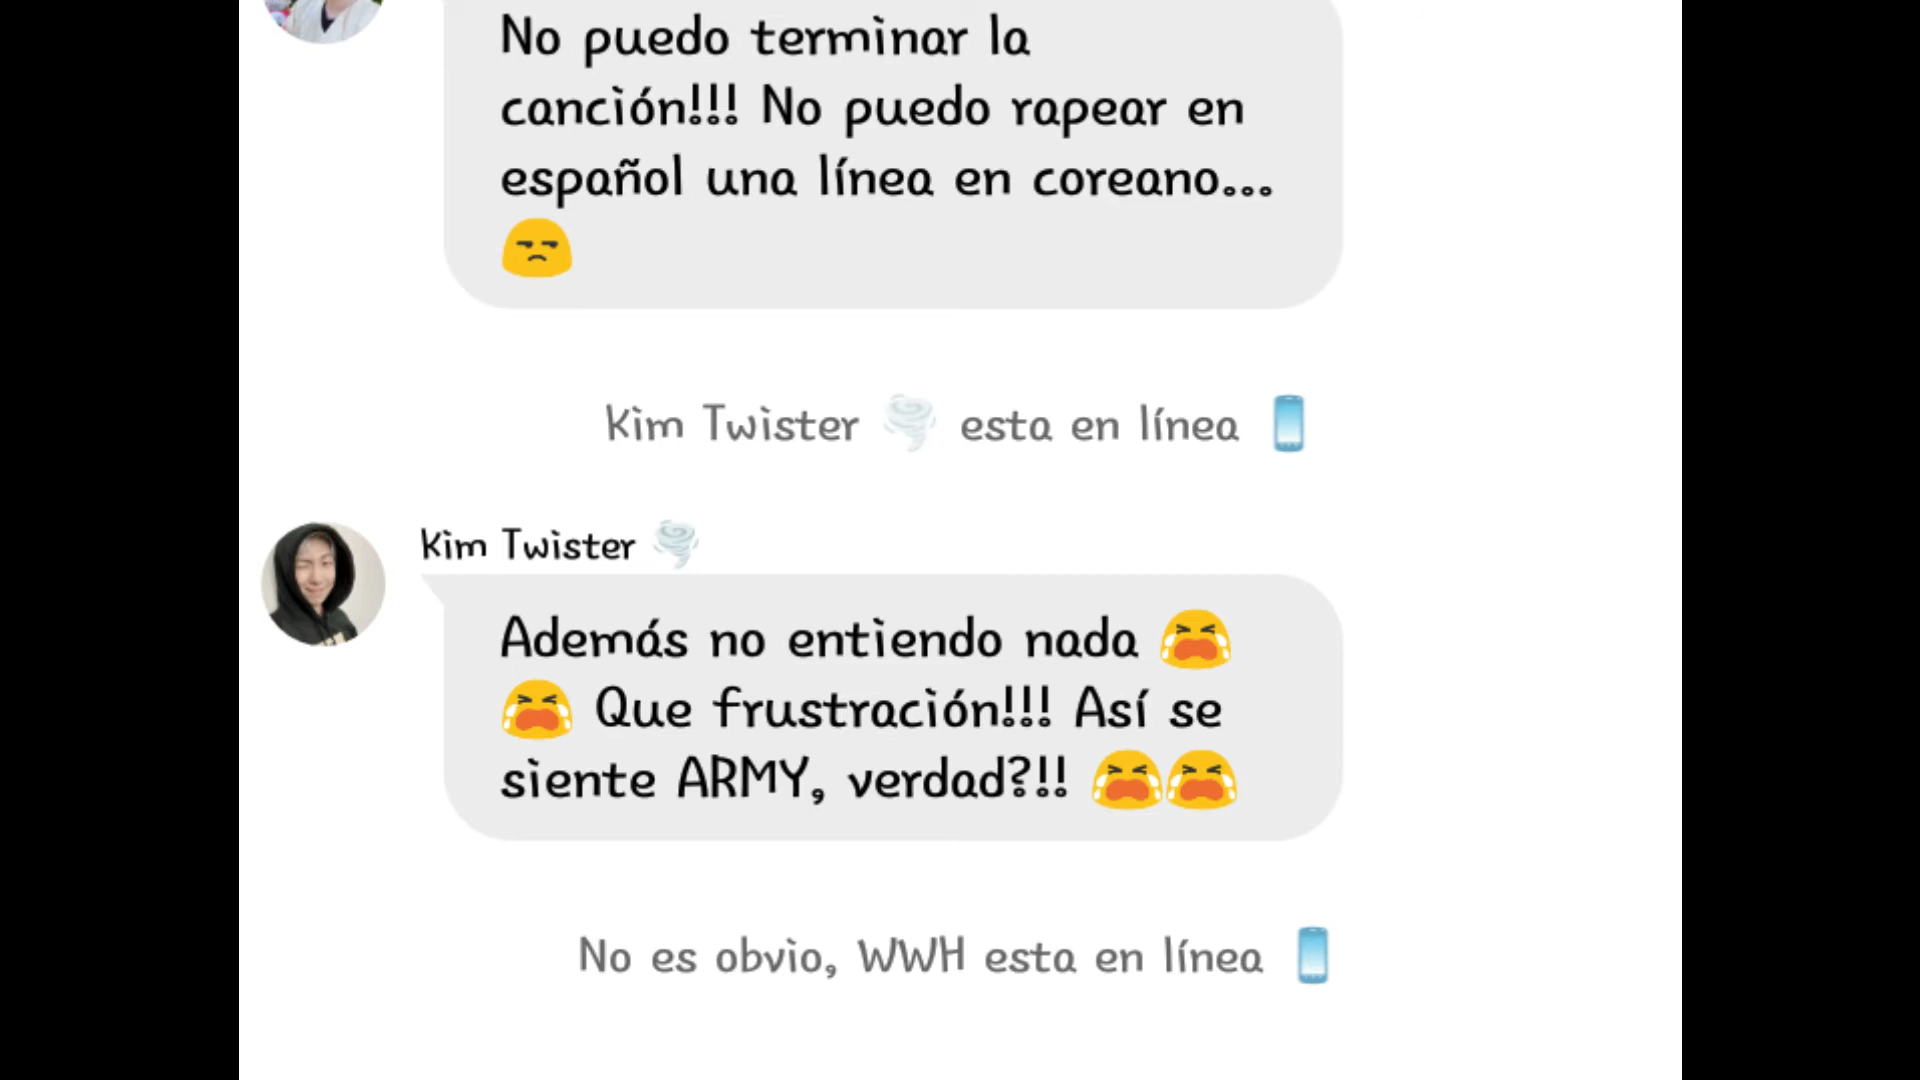 No puedo terminar la
canción!!! No puedo rapear en
español una línea en coreano...
Kim Twister esta en línea
Kim Twister
Además no entiendo nada
Que frustración!!! Así se
siente ARMY, verdad?!!
No es obvio, WWH esta en línea